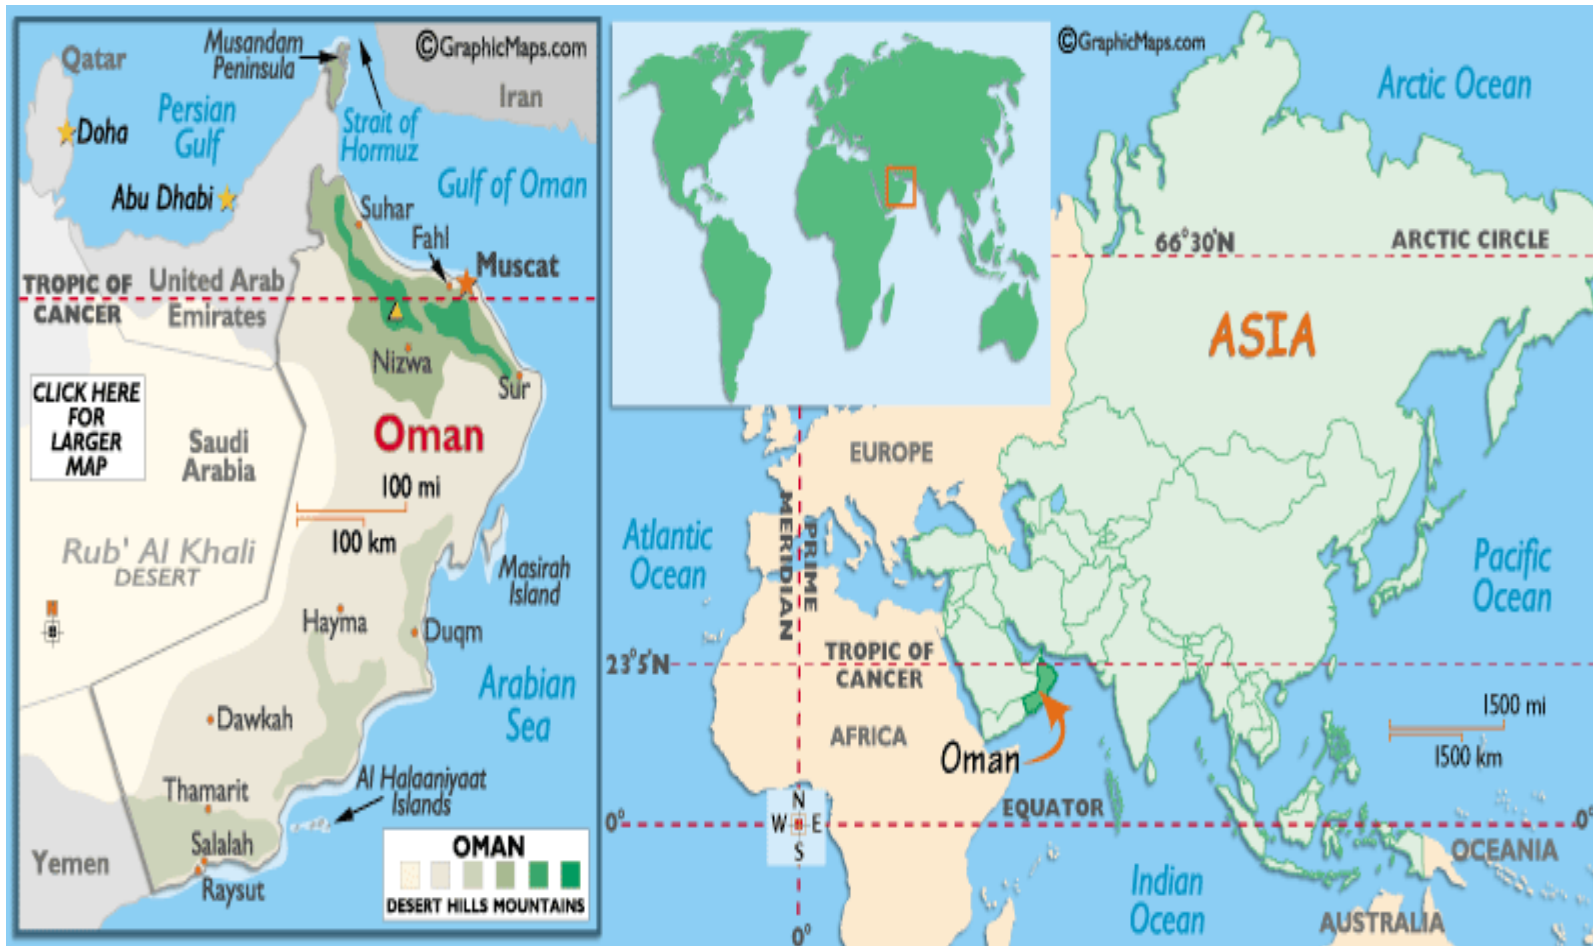 Qatar
Musandam
Peninsula
©GraphicMaps.com
Iran
Persian
Gulf
Doha
Strait of
Hormuz
Gulf of Oman
Abu Dhabi
Suhar
Fahl
Muscat
TROPIC OF
CANCER
United Arab
Emirates
Nizwa
Sur
CLICK HERE
FOR
LARGER
MAP
Saudi
Arabia
Oman
100 mi
100 km
Rub' Al Khali
DESERT
Masirah
Island
Hayma
Duqm
Arabian
Sea
Dawkah
Thamarit
Al Halaaniyaat
Islands
Salalah
Raysut
Yemen
OMAN
DESERT HILLS MOUNTAINS
©GraphicMaps.com
Arctic Ocean
66°30'N
ARCTIC CIRCLE
ASIA
EUROPE
Atlantic
Ocean
PRIME
MERIDIAN
Pacific
Ocean
23°5'N
TROPIC OF
CANCER
AFRICA
Oman
1500 mi
1500 km
EQUATOR
0°
N
W E
S
0°
OCEANIA
Indian
Ocean
AUSTRALIA
0°